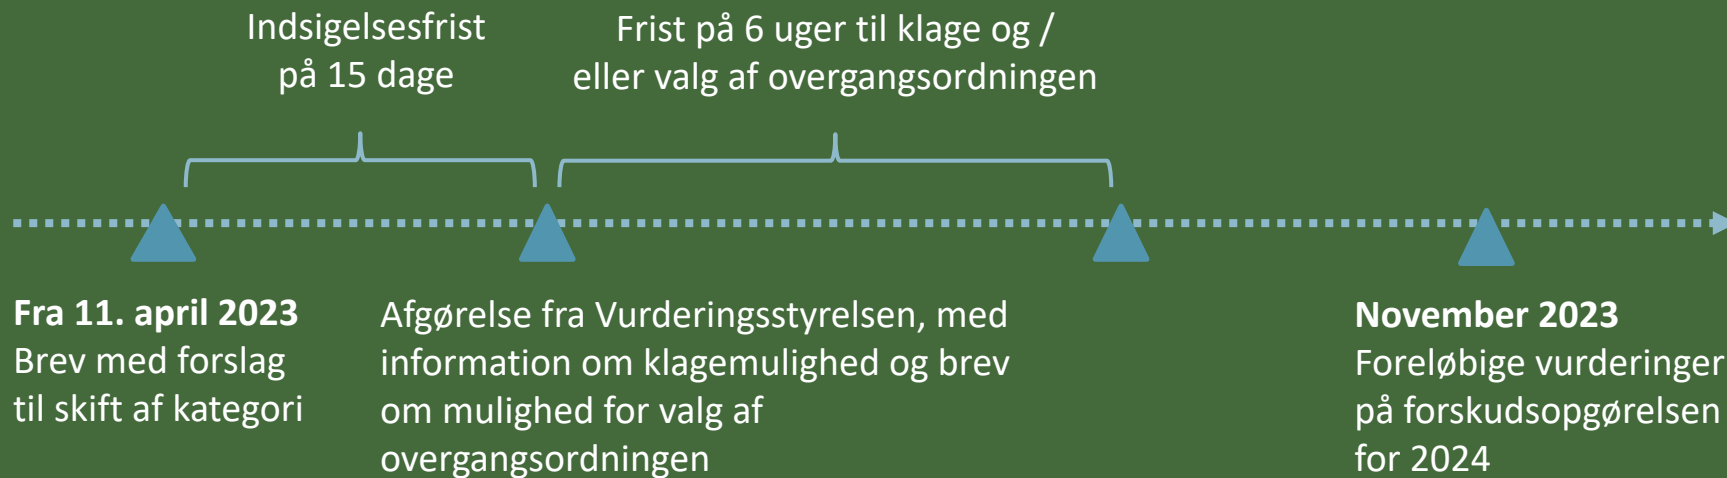 Indsigelsesfrist
på 15 dage
Frist på 6 uger til klage og /
eller valg af overgangsordningen
Fra 11. april 2023
Brev med forslag
til skift af kategori
Afgørelse fra Vurderingsstyrelsen, med
information om klagemulighed og brev
om mulighed for valg af
overgangsordningen
November 2023
Foreløbige vurderinger
på forskudsopgørelsen
for 2024